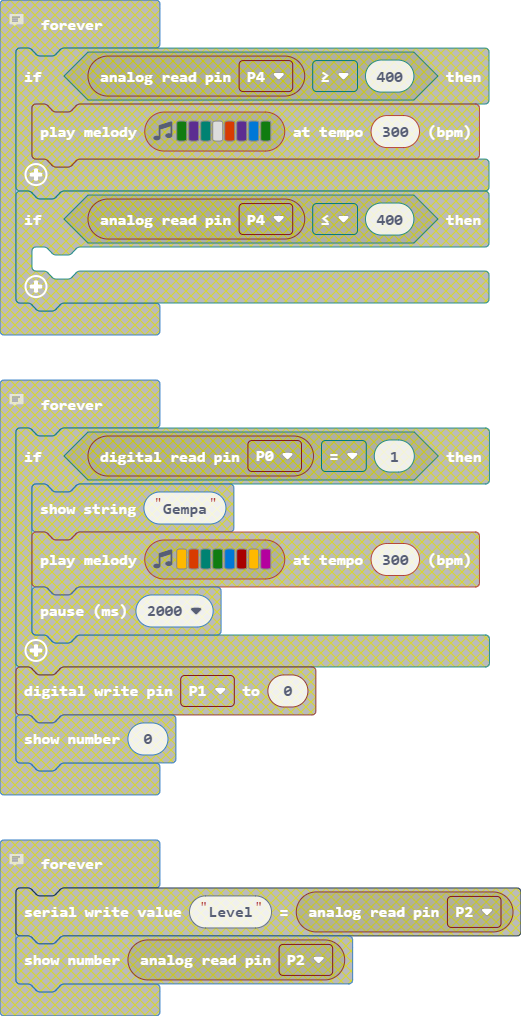 forever
if analog read pin P4 ≥ 400 then
play melody at tempo 300 (bpm)
if analog read pin P4 ≤ 400 then
forever
if digital read pin P0 = 1 then
show string "Gempa"
play melody at tempo 300 (bpm)
pause (ms) 2000
digital write pin P1 to 0
show number 0
forever
serial write value "Level" = analog read pin P2
show number analog read pin P2